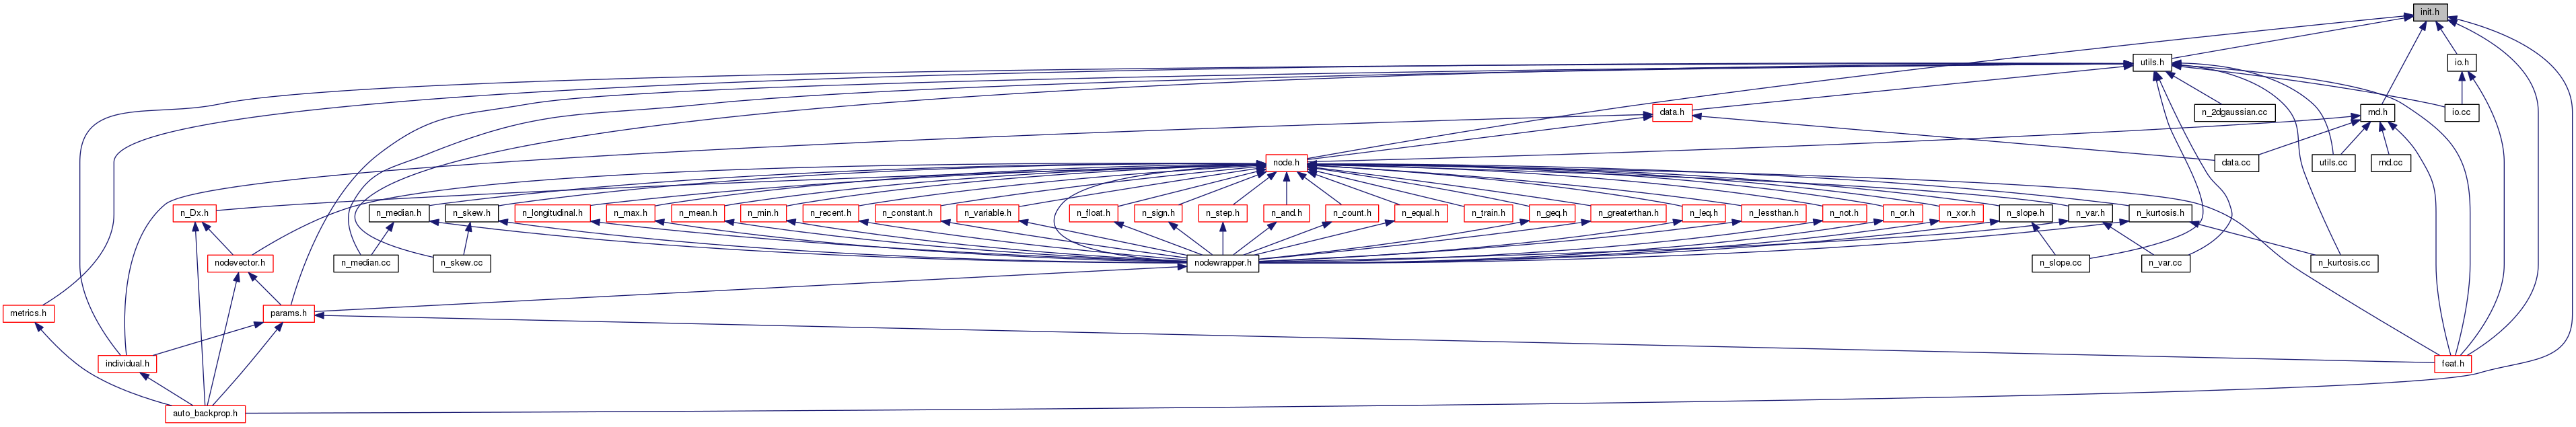 init.h
utils.h
io.h
data.h
n_2dgaussian.cc
rnd.h
io.cc
node.h
data.cc
utils.cc
rnd.cc
n_Dx.h
n_median.h
n_skew.h
n_longitudinal.h
n_max.h
n_mean.h
n_min.h
n_recent.h
n_constant.h
n_variable.h
n_float.h
n_sign.h
n_step.h
n_and.h
n_count.h
n_equal.h
n_train.h
n_geq.h
n_greaterthan.h
n_leq.h
n_lessthan.h
n_not.h
n_or.h
n_xor.h
n_slope.h
n_var.h
n_kurtosis.h
nodevector.h
n_median.cc
n_skew.cc
nodewrapper.h
n_slope.cc
n_var.cc
n_kurtosis.cc
metrics.h
params.h
individual.h
feat.h
auto_backprop.h